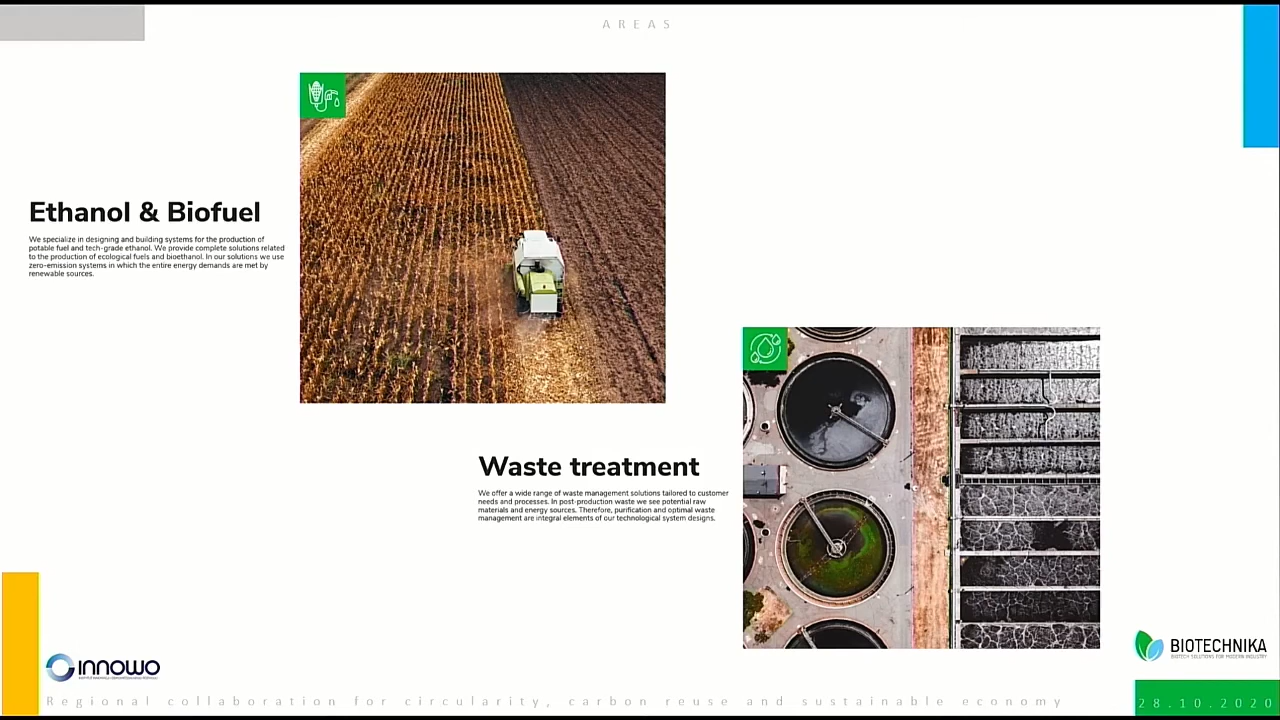 AREAS
Ethanol & Biofuel
We specialize in designing and building systems for the production of
potable fuel and tech-grade ethanol. We provide complete solutions related
to the production of ecological fuels and bioethanol. In our solutions we use
zero-emission systems in which the entire energy demands are met by
renewable sources.
Waste treatment
We offer a wide range of waste management solutions tailored to customer
needs and processes. In post-production waste we see potential raw
materials and energy sources. Therefore, purification and optimal waste
management are integral elements of our technological system designs.
INNOWO
BIOTECHNIKA
BIOTECH SOLUTIONS FOR MODERN INDUSTRY
Regional collaboration for circularity, carbon reuse and sustainable economy
28.10.2020